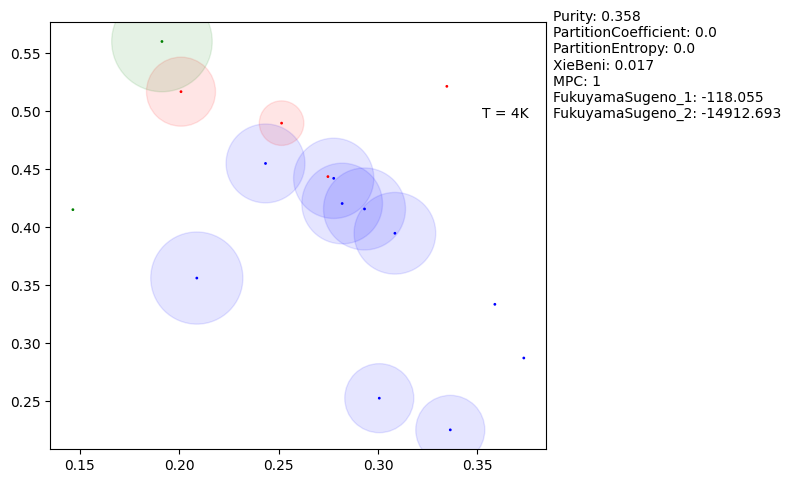 Purity: 0.358
PartitionCoefficient: 0.0
PartitionEntropy: 0.0
XieBeni: 0.017
MPC: 1
FukuyamaSugeno_1: -118.055
FukuyamaSugeno_2: -14912.693
T = 4K
0.55
0.50
0.45
0.40
0.35
0.30
0.25
0.15 0.20 0.25 0.30 0.35